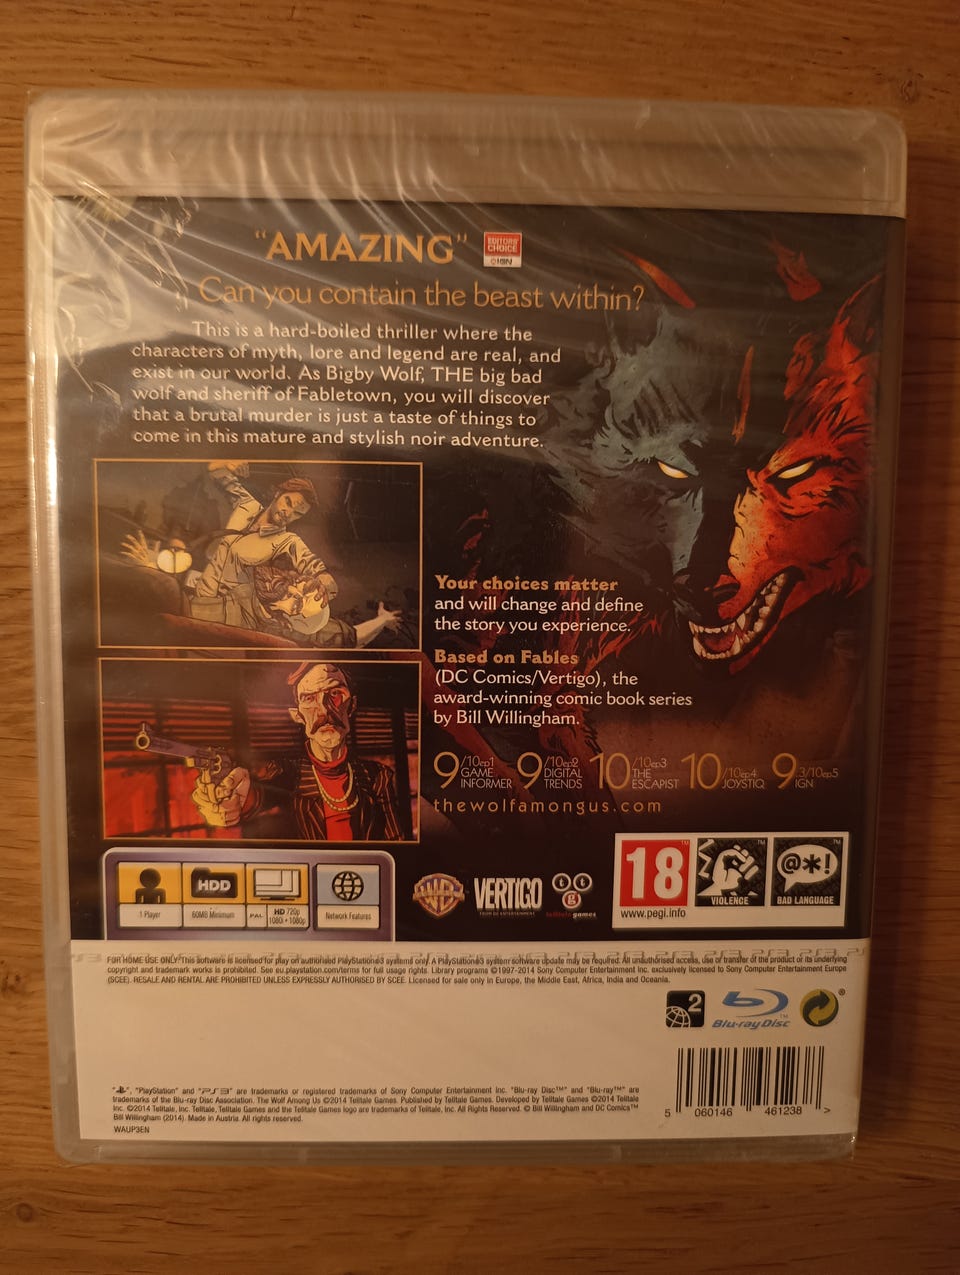 "AMAZING"
EDITORS' CHOICE
IGN
Can you contain the beast within?
This is a hard-boiled thriller where the
characters of myth, lore and legend are real, and
exist in our world. As Bigby Wolf, THE big bad
wolf and sheriff of Fabletown, you will discover
that a brutal murder is just a taste of things to
come in this mature and stylish noir adventure.
Your choices matter
and will change and define
the story you experience.
Based on Fables
(DC Comics/Vertigo), the
award-winning comic book series
by Bill Willingham.
9/10ep1 GAME INFORMER
9/10ep2 DIGITAL TRENDS
10/10ep3 THE ESCAPIST
10/10ep4 JOYSTIQ
9.3/10ep5 IGN
thewolfamongus.com
1 Player
HDD
60MB Minimum
PAL
HD 720p
1080i • 1080p
Network Features
WB
VERTIGO
ttg
telltale games
18
www.pegi.info
VIOLENCE
@*!
BAD LANGUAGE
FOR HOME USE ONLY: This software is licensed for play on authorised PlayStation®3 systems only. A PlayStation®3 system software update may be required. All unauthorised access, use or transfer of the product or its underlying
copyright and trademark works is prohibited. See eu.playstation.com/terms for full usage rights. Library programs ©1997-2014 Sony Computer Entertainment Inc. exclusively licensed to Sony Computer Entertainment Europe
(SCEE). RESALE AND RENTAL ARE PROHIBITED UNLESS EXPRESSLY AUTHORISED BY SCEE. Licensed for sale only in Europe, the Middle East, Africa, India and Oceania.
2
Blu-ray Disc™
®
"PlayStation" and "PS3" are trademarks or registered trademarks of Sony Computer Entertainment Inc. "Blu-ray Disc™" and "Blu-ray™" are
trademarks of the Blu-ray Disc Association. The Wolf Among Us ©2014 Telltale Games. Published by Telltale Games. Developed by Telltale Games ©2014 Telltale
Inc. ©2014 Telltale, Inc. Telltale, Telltale Games and the Telltale Games logo are trademarks of Telltale, Inc. All Rights Reserved. © Bill Willingham and DC Comics™
Bill Willingham (2014). Made in Austria. All rights reserved.
WAUP3EN
5 060146 461238 >